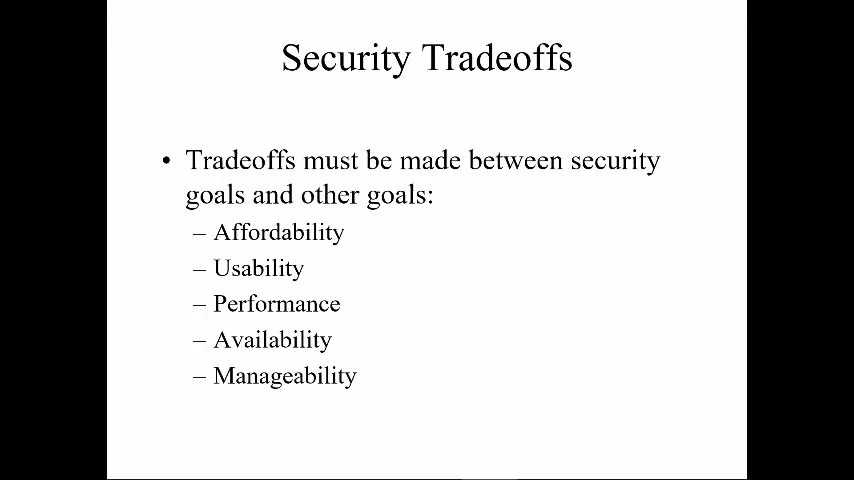 Security Tradeoffs
• Tradeoffs must be made between security
goals and other goals:
– Affordability
– Usability
– Performance
– Availability
– Manageability